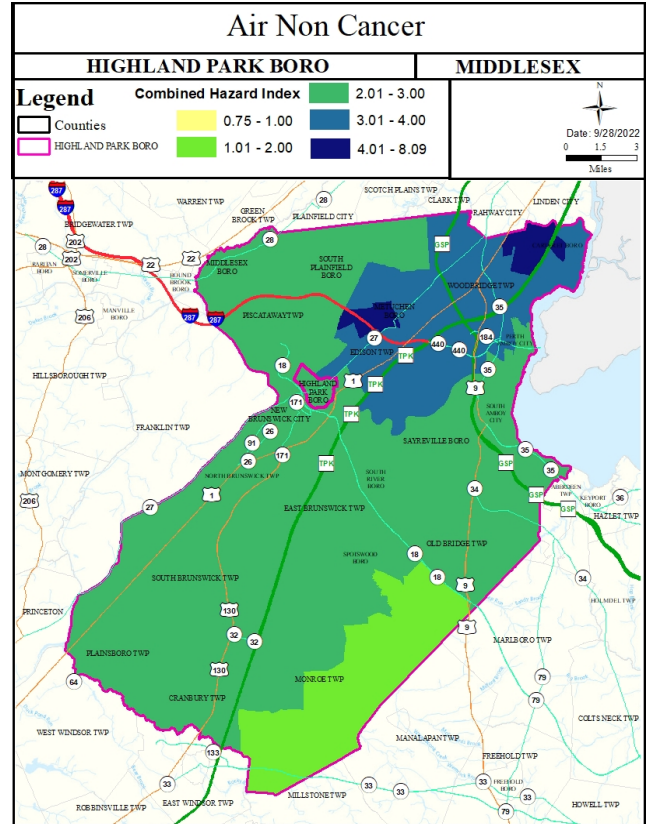 Air Non Cancer
HIGHLAND PARK BORO
MIDDLESEX
Legend
Counties
HIGHLAND PARK BORO
Combined Hazard Index
0.75 - 1.00
1.01 - 2.00
2.01 - 3.00
3.01 - 4.00
4.01 - 8.09
N
Date: 9/28/2022
0 1.5 3
Miles
SCOTCH PLAINS TWP
287
287
WARREN TWP
28
CLARK TWP
LINDEN CITY
GREEN
BROOK TWP
PLAINFIELD CITY
RAHWAY CITY
BRIDGEWATER TWP
202
28
202
28
GSP
22
22
RARITAN
BORO
SOMERVILLE
BORO
MIDDLESEX
BORO
SOUTH
PLAINFIELD
BORO
BOUND
BROOK
BORO
WOODBRIDGE TWP
MANVILLE
BORO
206
287
287
PISCATAWAY TWP
35
27
440
440
184
EDISON TWP
TPK
18
35
HILLSBOROUGH TWP
HIGHLAND
PARK
BORO
1
TPK
9
171
NEW
BRUNSWICK CITY
TPK
SOUTH
AMBOY
CITY
FRANKLIN TWP
26
91
SAYREVILLE BORO
26
171
TPK
GSP
35
35
MONTGOMERY TWP
NORTH BRUNSWICK TWP
SOUTH
RIVER
BORO
34
ABERDEEN
TWP
KEYPORT
BORO
36
206
1
GSP
GSP
HAZLET TWP
27
EAST BRUNSWICK TWP
OLD BRIDGE TWP
SPOTSWOOD
BORO
18
18
SOUTH BRUNSWICK TWP
9
34
HOLMDEL TWP
PRINCETON
130
9
32
32
MARLBORO TWP
PLAINSBORO TWP
130
MONROE TWP
79
64
CRANBURY TWP
79
COLTS NECK TWP
WEST WINDSOR TWP
MANALAPAN TWP
133
FREEHOLD TWP
33
33
33
33
FREEHOLD
BORO
33
MILLSTONE TWP
ROBBINSVILLE TWP
EAST WINDSOR TWP
79
HOWELL TWP